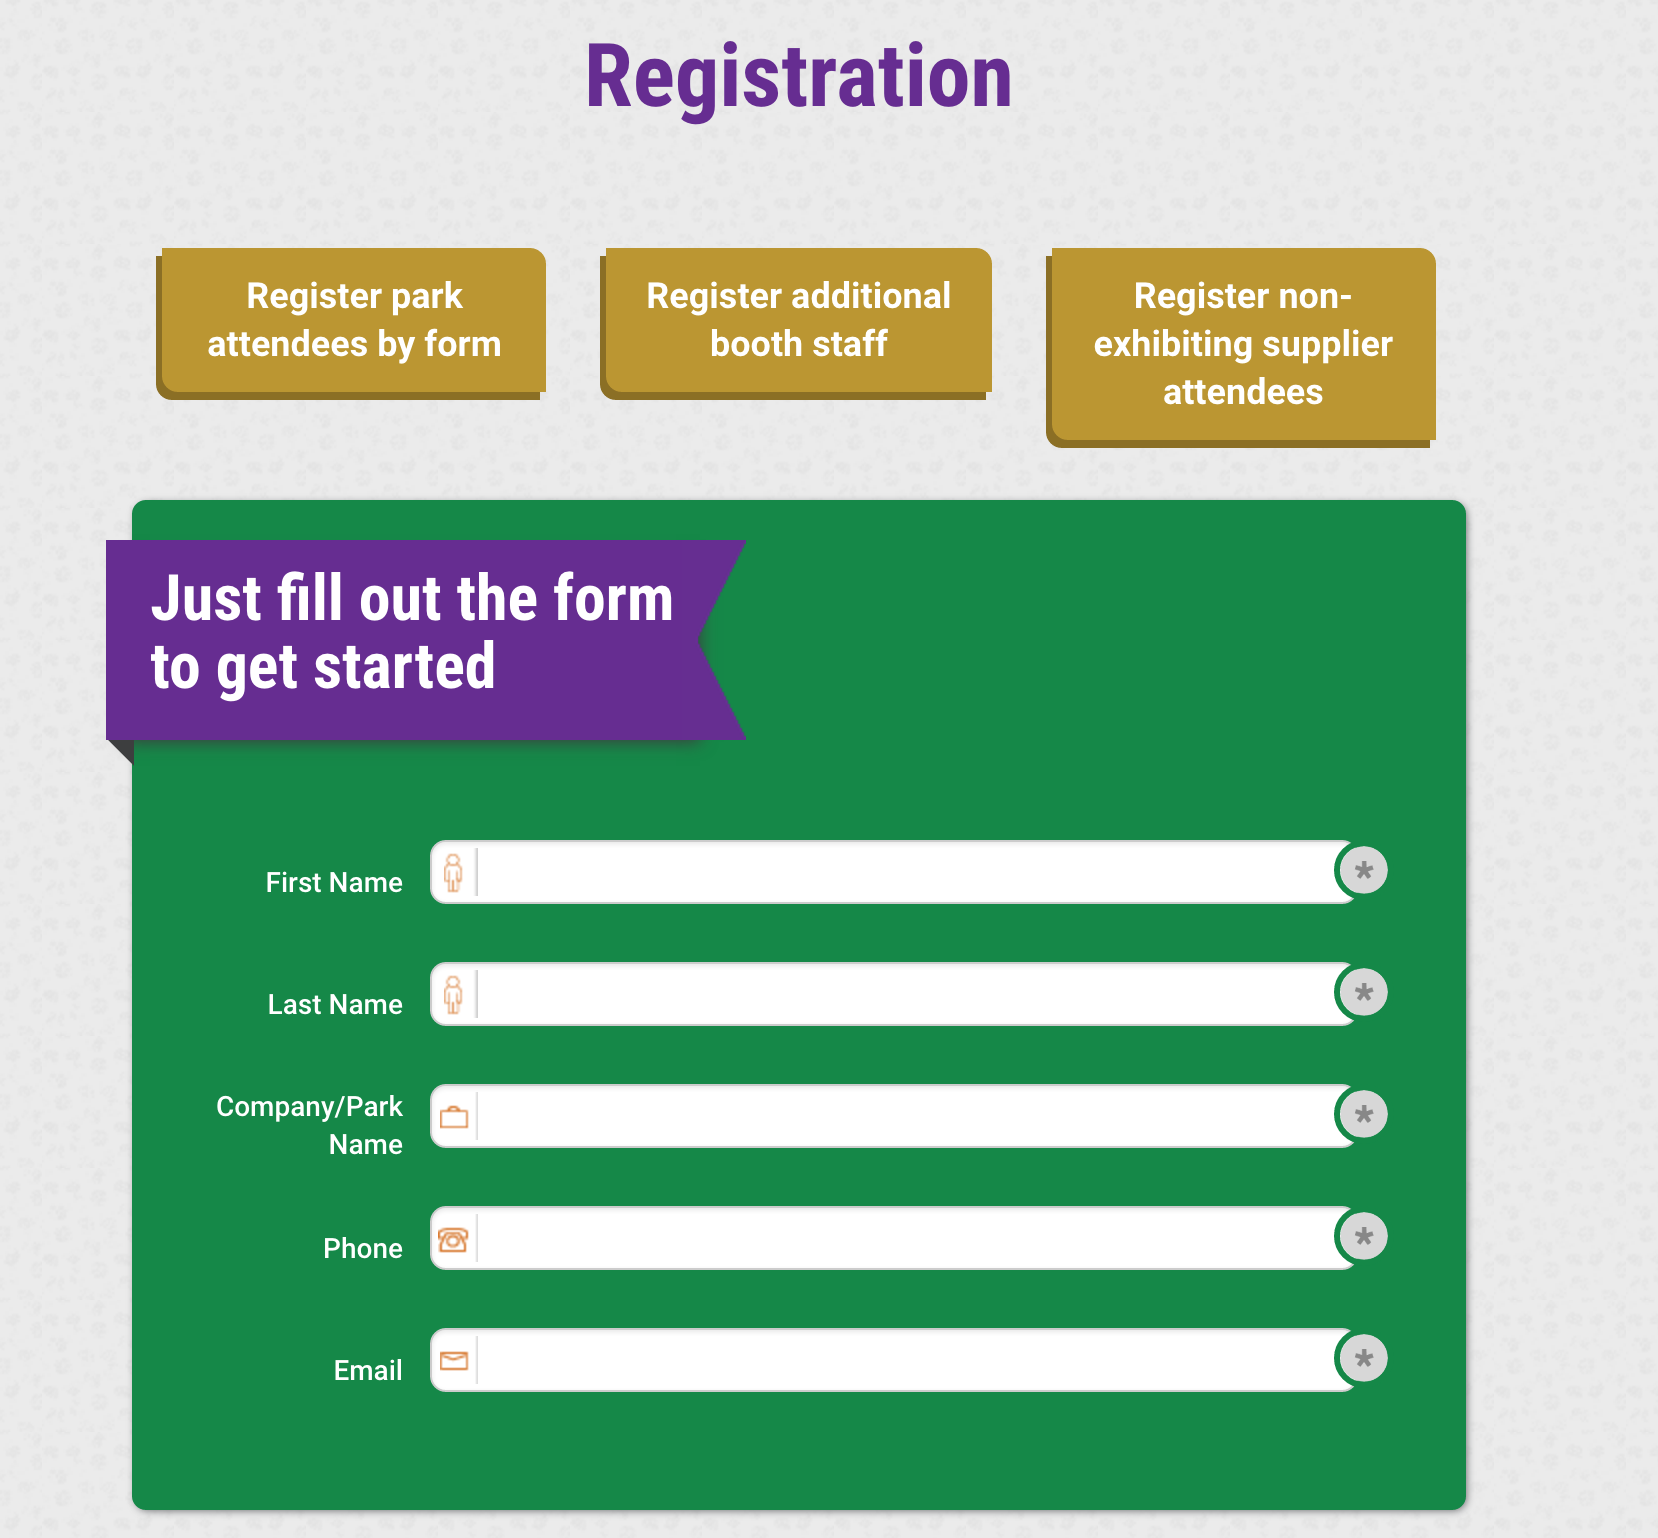 Registration
Register park
attendees by form
Register additional
booth staff
Register non-
exhibiting supplier
attendees
Just fill out the form
to get started
First Name
*
Last Name
*
Company/Park
Name
*
Phone
*
Email
*